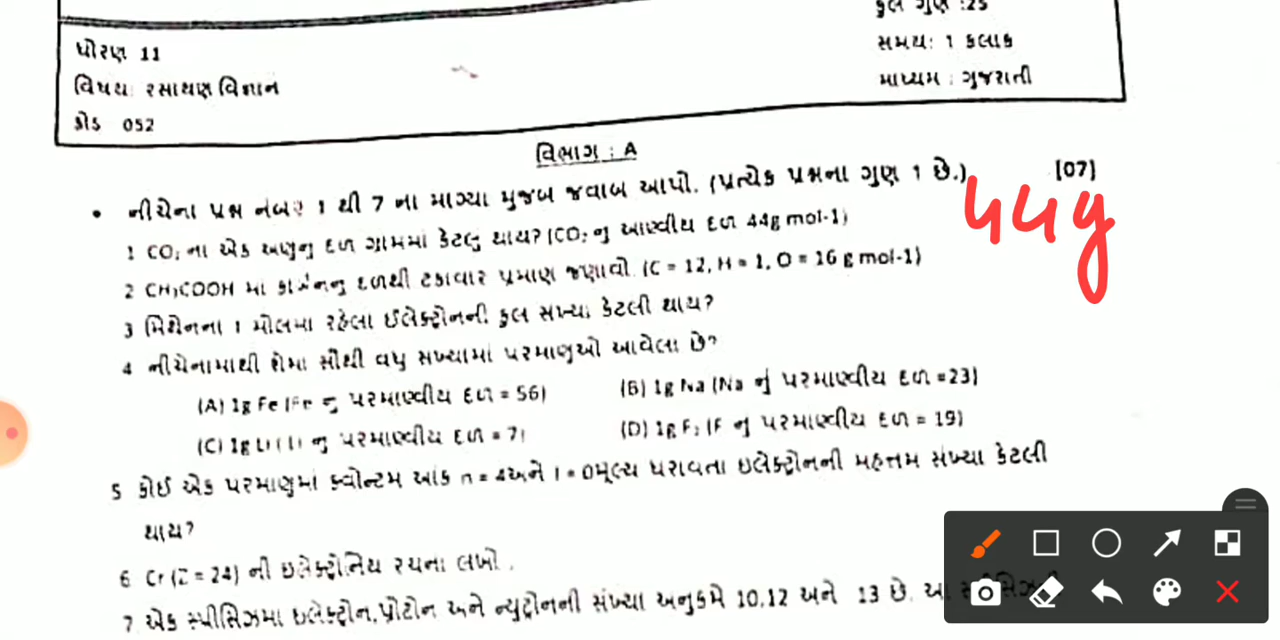 કુલ ગુણ :25
ધોરણ 11
સમય: 1 કલાક
વિષય: રસાયણ વિજ્ઞાન
માધ્યમ : ગુજરાતી
કોડ 052
વિભાગ : A
• નીચેના પ્રશ્ન નંબર 1 થી 7 ના માગ્યા મુજબ જવાબ આપો. (પ્રત્યેક પ્રશ્નના ગુણ 1 છે.) [07]
44g
1 CO₂ ના એક અણુનુ દળ ગ્રામમાં કેટલુ થાય? (CO₂ નુ આણ્વીય દળ 44g mol-1)
2 CH₃COOH માં કાર્બનનુ દળથી ટકાવાર પ્રમાણ જણાવો. (C = 12, H = 1, O = 16 g mol-1)
3 મિથેનના 1 મોલમા રહેલા ઈલેક્ટ્રોનની કુલ સંખ્યા કેટલી થાય?
4 નીચેનામાથી શેમા સૌથી વધુ સંખ્યામાં પરમાણુઓ આવેલા છે?
(A) 1g Fe (Fe નુ પરમાણ્વીય દળ = 56)
(B) 1g Na (Na નું પરમાણ્વીય દળ =23)
(C) 1g Li (Li નુ પરમાણ્વીય દળ = 7)
(D) 1g F₂ (F નુ પરમાણ્વીય દળ = 19)
5 કોઈ એક પરમાણુમાં ક્વોન્ટમ આંક n = 4અને l = 0મૂલ્ય ધરાવતા ઇલેક્ટ્રોનની મહત્તમ સંખ્યા કેટલી
થાય?
6 Cr (Z = 24) ની ઇલેક્ટ્રોનિય રચના લખો .
7 એક સ્પીસિઝમા ઇલેક્ટ્રોન, પ્રોટોન અને ન્યુટ્રોનની સંખ્યા અનુક્રમે 10,12 અને 13 છે. આ